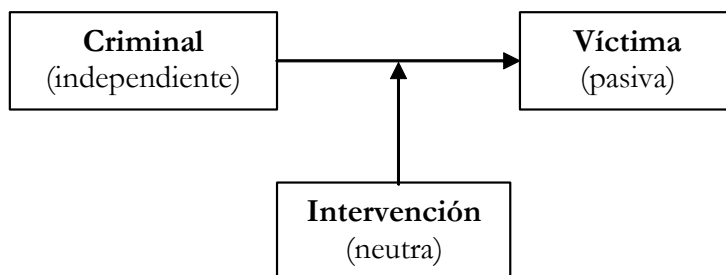 Criminal
(independiente)
Víctima
(pasiva)
Intervención
(neutra)